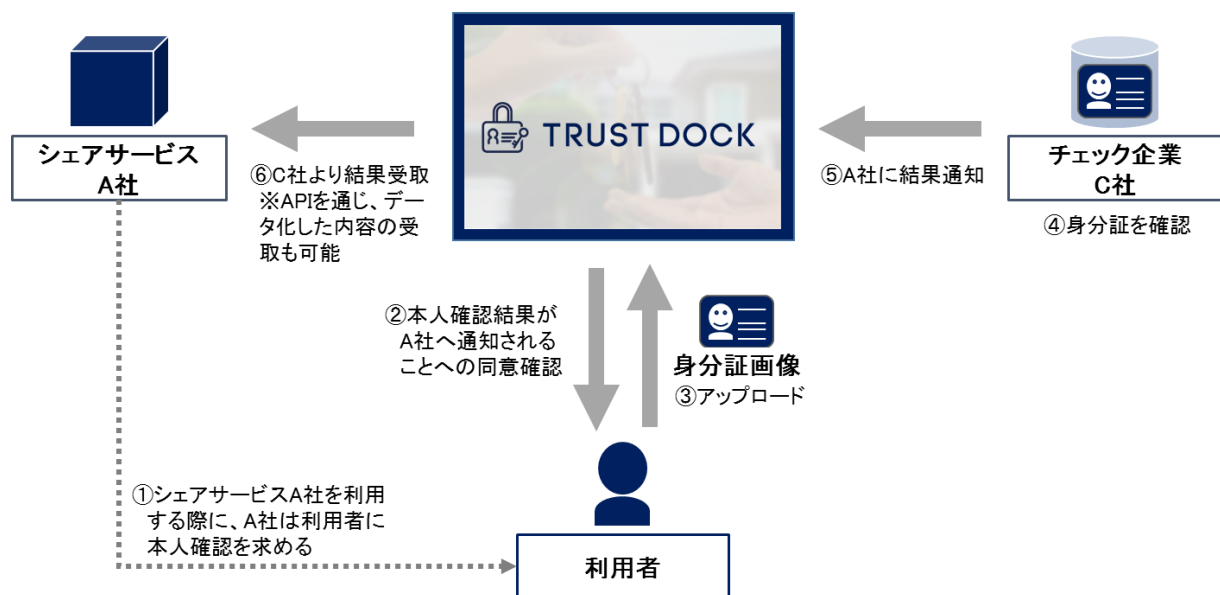 TRUST DOCK
シェアサービス
A社
チェック企業
C社
④身分証を確認
⑤A社に結果通知
⑥C社より結果受取
※APIを通じ、デー
タ化した内容の受
取も可能
②本人確認結果が
A社へ通知される
ことへの同意確認
身分証画像
③アップロード
①シェアサービスA社を利用
する際に、A社は利用者に
本人確認を求める
利用者